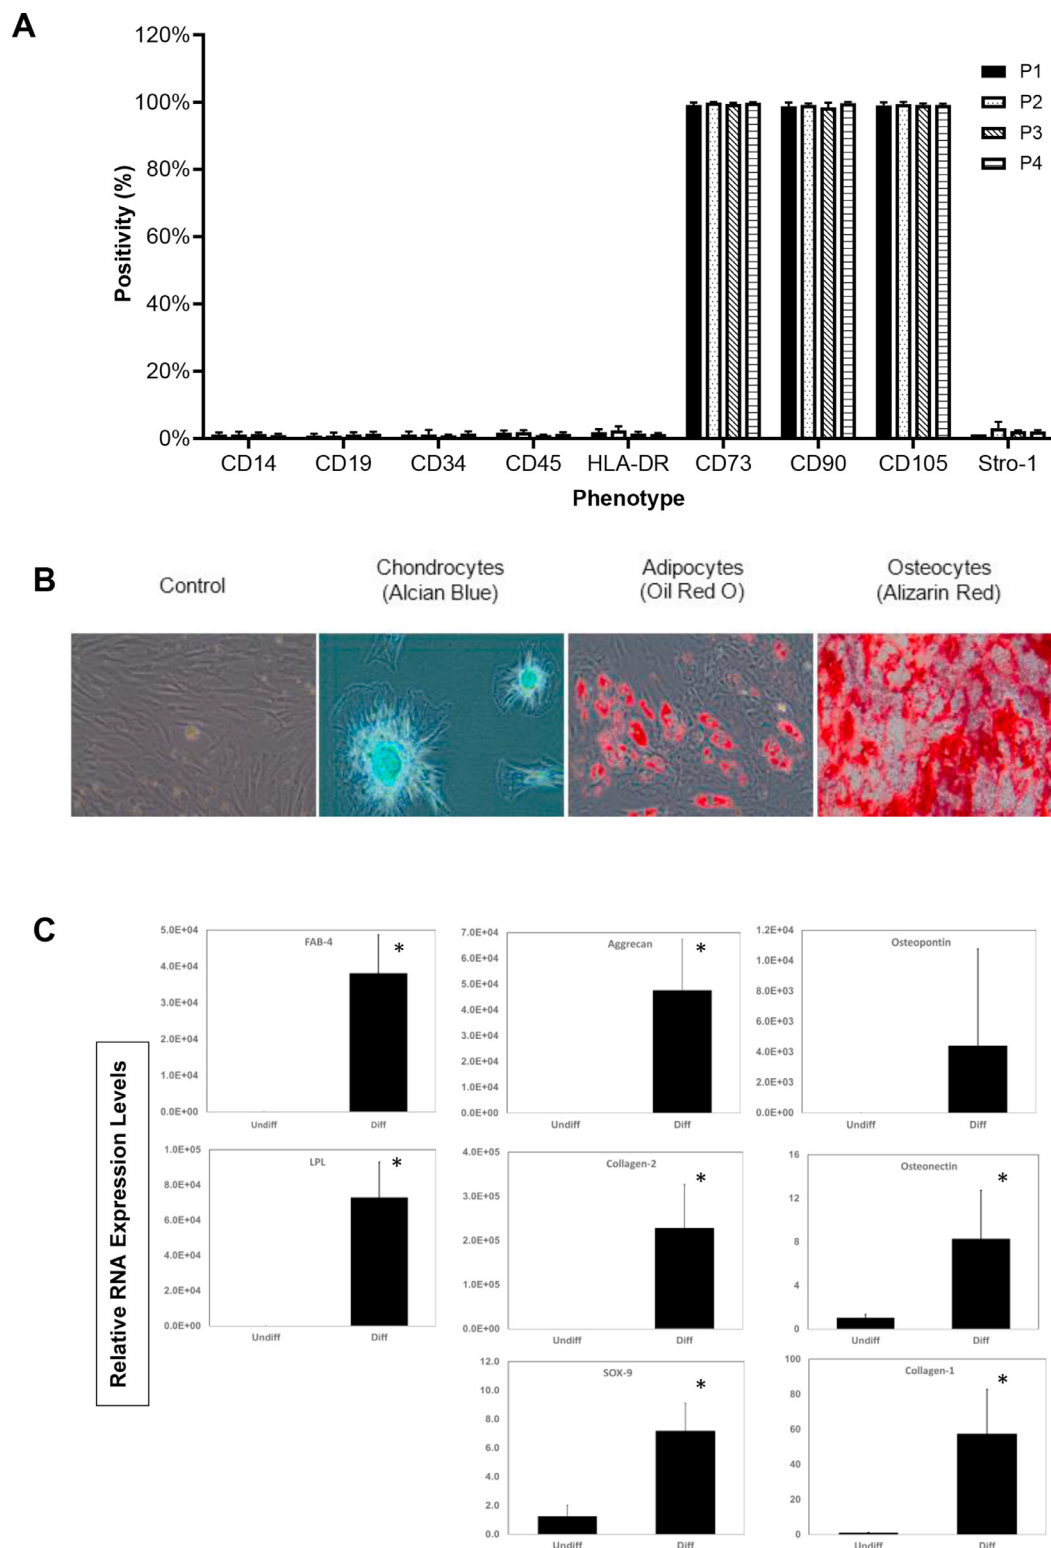 A
120%
100%
80%
60%
40%
20%
0%
Positivity (%)
P1
P2
P3
P4
CD14 CD19 CD34 CD45 HLA-DR CD73 CD90 CD105 Stro-1
Phenotype
B
Control
Chondrocytes
(Alcian Blue)
Adipocytes
(Oil Red O)
Osteocytes
(Alizarin Red)
C
Relative RNA Expression Levels
FAB-4
*
5.0E+04
4.0E+04
3.0E+04
2.0E+04
1.0E+04
0.0E+00
Undiff Diff
Aggrecan
*
7.0E+04
6.0E+04
5.0E+04
4.0E+04
3.0E+04
2.0E+04
1.0E+04
0.0E+00
Undiff Diff
Osteopontin
1.2E+04
1.0E+04
8.0E+03
6.0E+03
4.0E+03
2.0E+03
0.0E+00
Undiff Diff
LPL
*
1.0E+05
8.0E+04
6.0E+04
4.0E+04
2.0E+04
0.0E+00
Undiff Diff
Collagen-2
*
4.0E+05
3.0E+05
2.0E+05
1.0E+05
0.0E+00
Undiff Diff
Osteonectin
*
16
12
8
4
0
Undiff Diff
SOX-9
*
12.0
10.0
8.0
6.0
4.0
2.0
0.0
Undiff Diff
Collagen-1
*
100
80
60
40
20
0
Undiff Diff